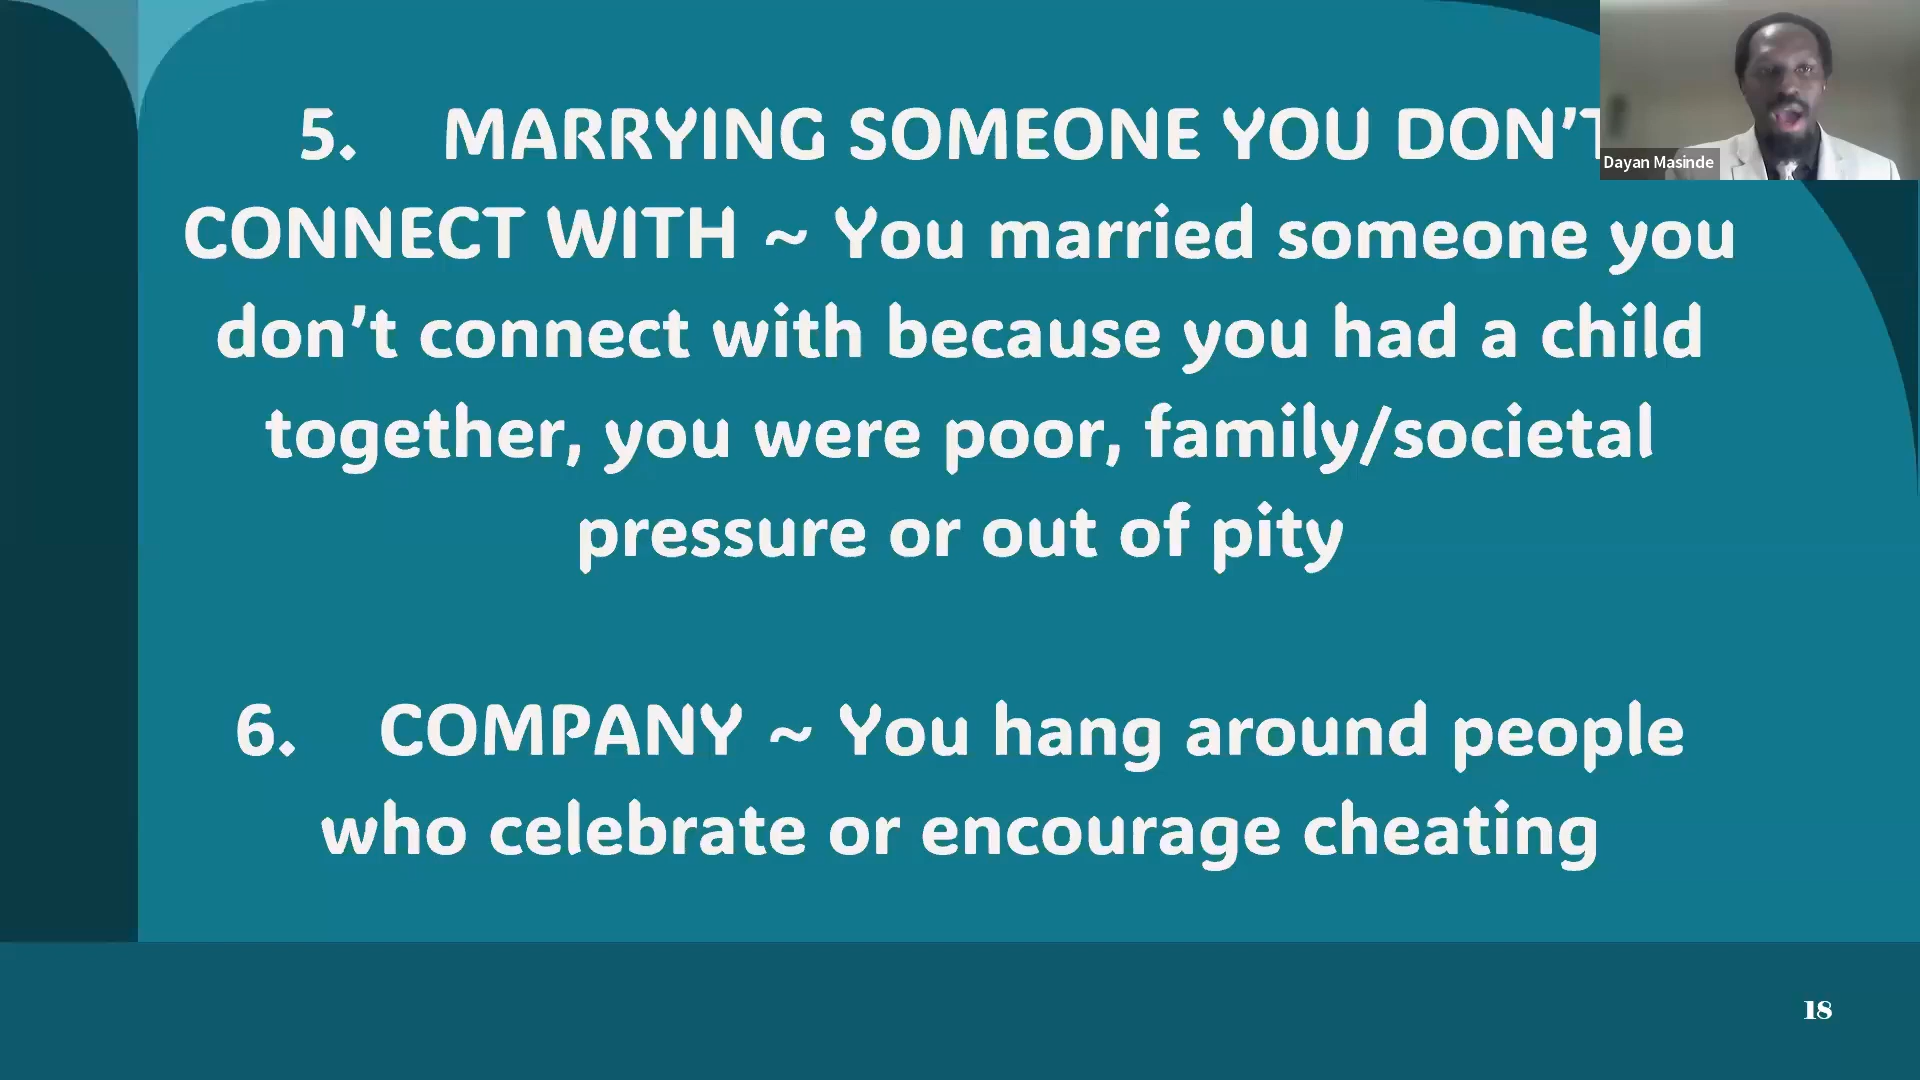 5. MARRYING SOMEONE YOU DON’T
CONNECT WITH ~ You married someone you
don’t connect with because you had a child
together, you were poor, family/societal
pressure or out of pity
6. COMPANY ~ You hang around people
who celebrate or encourage cheating
Dayan Masinde
18